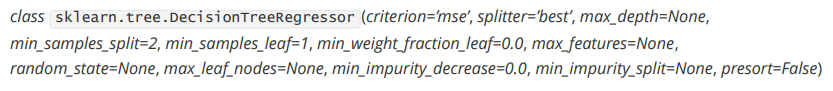 class sklearn.tree.DecisionTreeRegressor(criterion=’mse’, splitter=’best’, max_depth=None,
min_samples_split=2, min_samples_leaf=1, min_weight_fraction_leaf=0.0, max_features=None,
random_state=None, max_leaf_nodes=None, min_impurity_decrease=0.0, min_impurity_split=None, presort=False)